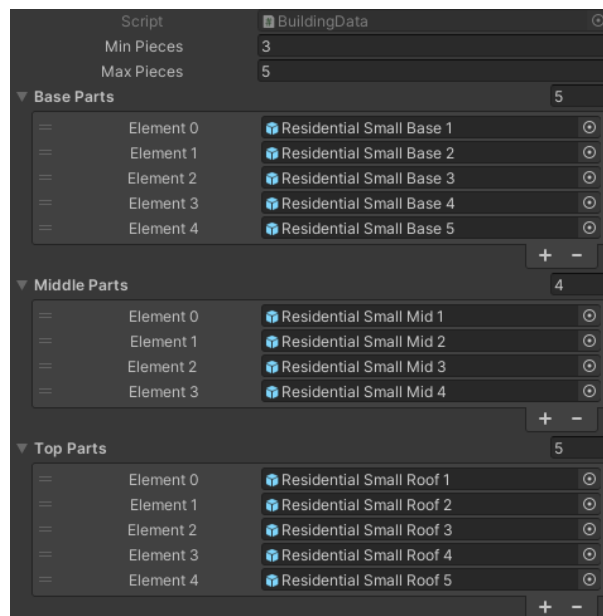 Script BuildingData
Min Pieces 3
Max Pieces 5
Base Parts 5
Element 0 Residential Small Base 1
Element 1 Residential Small Base 2
Element 2 Residential Small Base 3
Element 3 Residential Small Base 4
Element 4 Residential Small Base 5
+ −
Middle Parts 4
Element 0 Residential Small Mid 1
Element 1 Residential Small Mid 2
Element 2 Residential Small Mid 3
Element 3 Residential Small Mid 4
+ −
Top Parts 5
Element 0 Residential Small Roof 1
Element 1 Residential Small Roof 2
Element 2 Residential Small Roof 3
Element 3 Residential Small Roof 4
Element 4 Residential Small Roof 5
+ −